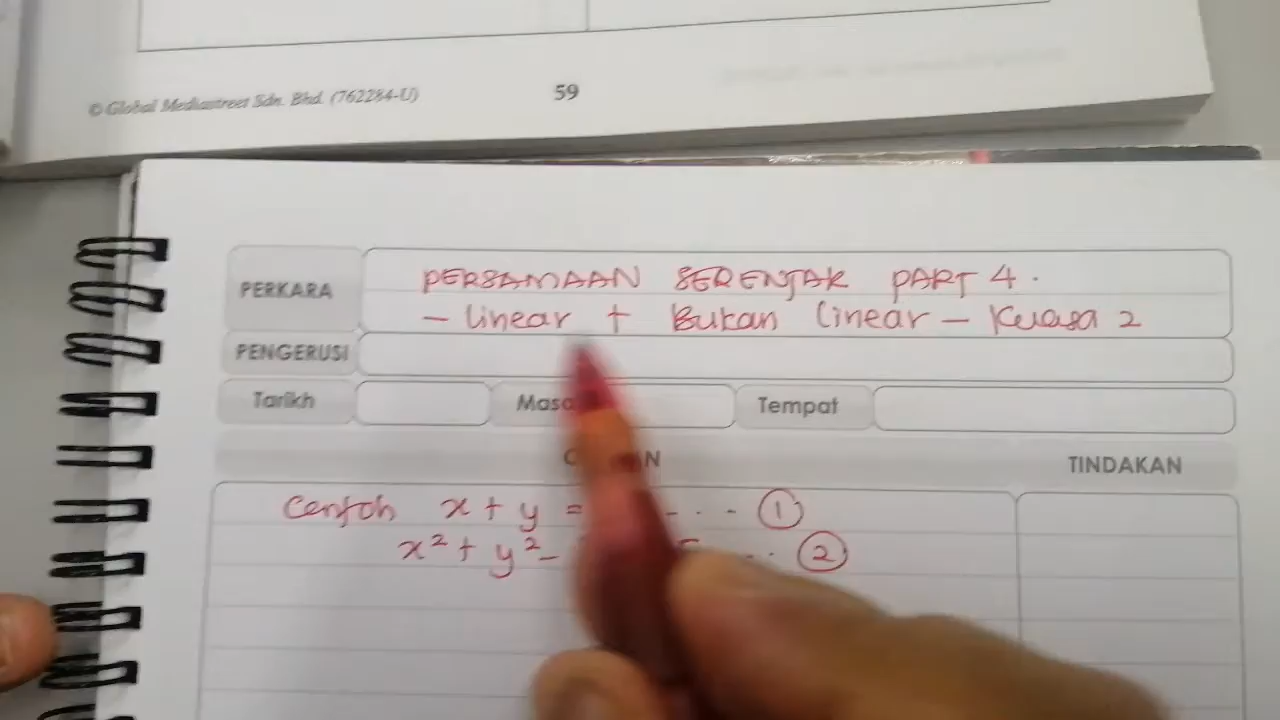 © Global Mediastreet Sdn. Bhd. (762284-U)
59
PERKARA
PERSAMAAN SERENTAK PART 4.
- Linear + Bukan Linear - Kuasa 2
PENGERUSI
Tarikh
Tempat
TINDAKAN
Contoh x + y = ... ①
x² + y² - ... ②